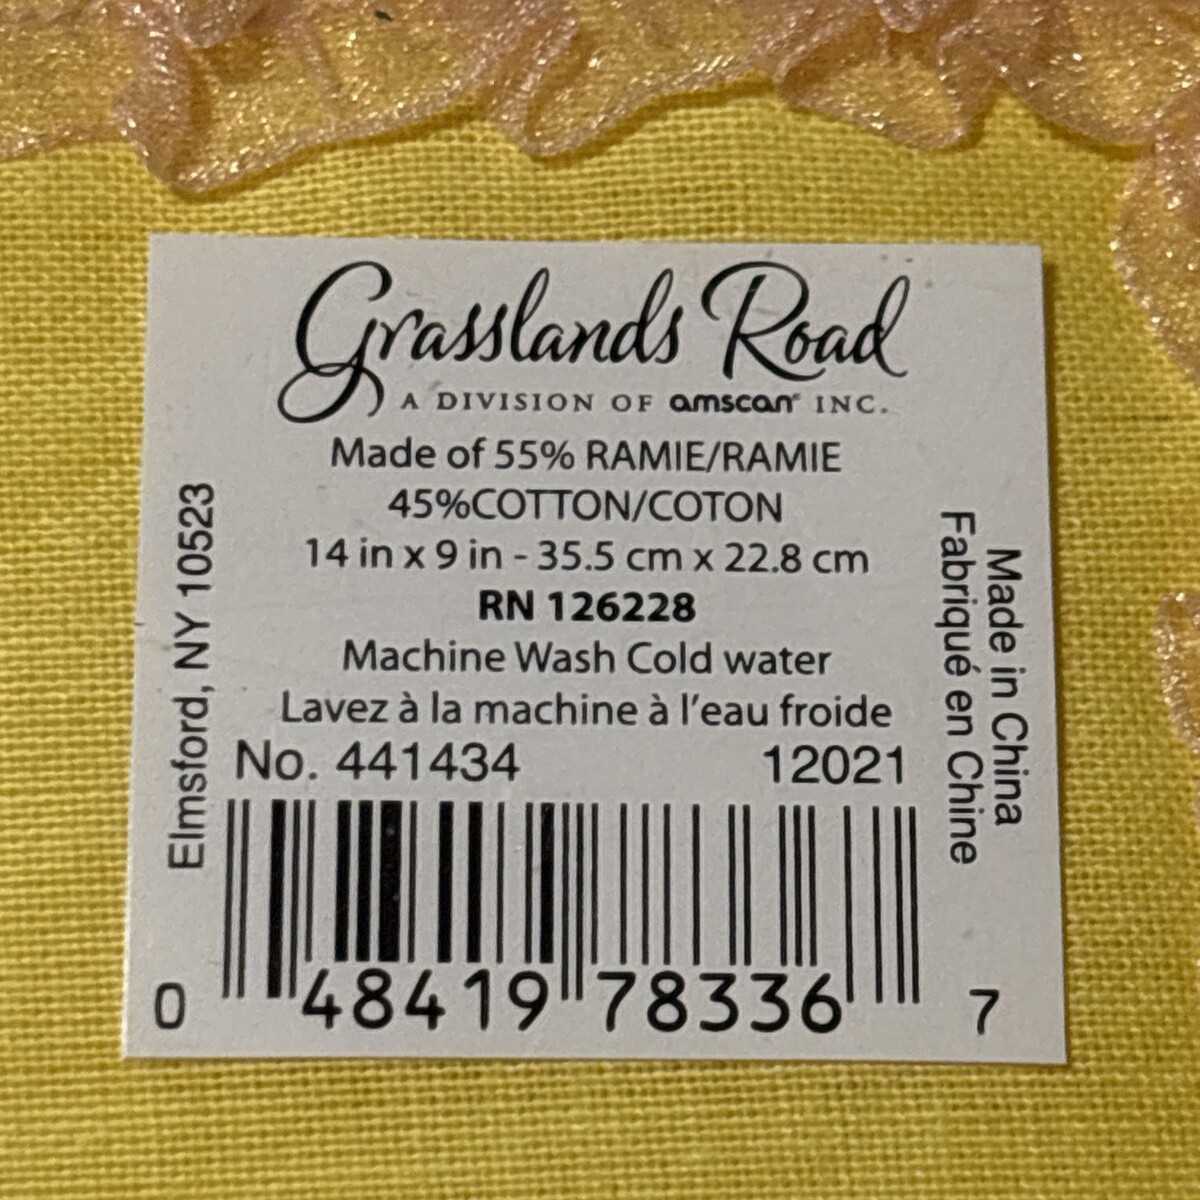 Grasslands Road
A DIVISION OF amscan® INC.
Made of 55% RAMIE/RAMIE
45%COTTON/COTON
14 in x 9 in - 35.5 cm x 22.8 cm
RN 126228
Machine Wash Cold water
Lavez à la machine à l'eau froide
No. 441434 12021
0 48419 78336 7
Elmsford, NY 10523
Made in China
Fabriqué en Chine